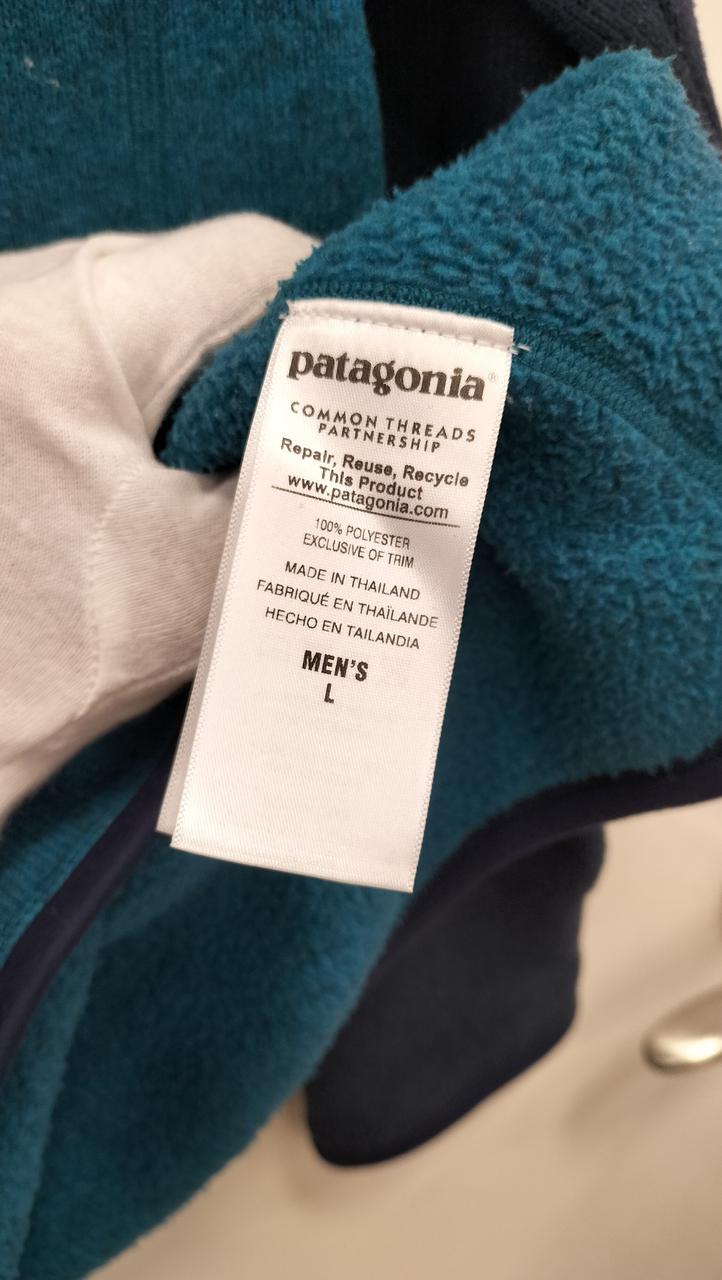 patagonia®
COMMON THREADS
PARTNERSHIP
Repair, Reuse, Recycle
This Product
www.patagonia.com
100% POLYESTER
EXCLUSIVE OF TRIM
MADE IN THAILAND
FABRIQUÉ EN THAÏLANDE
HECHO EN TAILANDIA
MEN'S
L